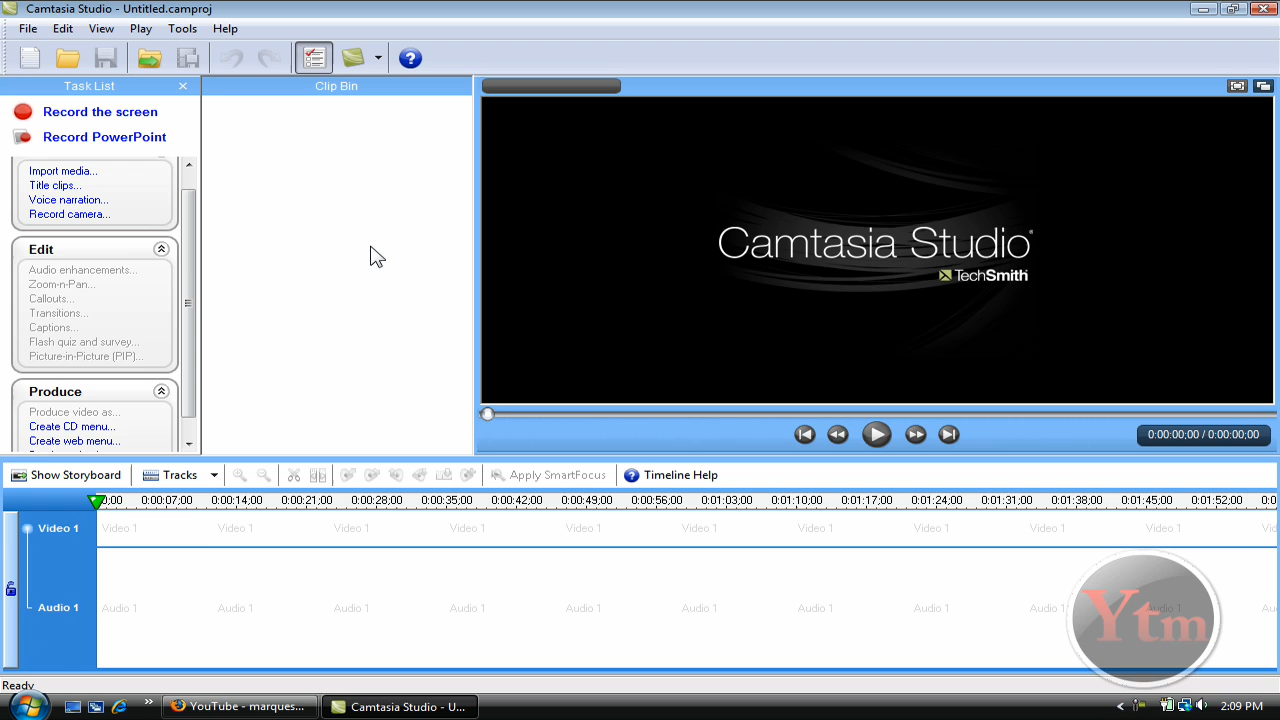 Camtasia Studio - Untitled.camproj
File Edit View Play Tools Help
Task List
Clip Bin
Record the screen
Record PowerPoint
Import media...
Title clips...
Voice narration...
Record camera...
Edit
Audio enhancements...
Zoom-n-Pan...
Callouts...
Transitions...
Captions...
Flash quiz and survey...
Picture-in-Picture (PIP)...
Produce
Produce video as...
Create CD menu...
Create web menu...
Camtasia Studio
TechSmith
0:00:00;00 / 0:00:00;00
Show Storyboard Tracks Apply SmartFocus Timeline Help
0:00:07;00 0:00:14;00 0:00:21;00 0:00:28;00 0:00:35;00 0:00:42;00 0:00:49;00 0:00:56;00 0:01:03;00 0:01:10;00 0:01:17;00 0:01:24;00 0:01:31;00 0:01:38;00 0:01:45;00 0:01:52;00
Video 1 Video 1 Video 1 Video 1 Video 1 Video 1 Video 1 Video 1 Video 1 Video 1 Video 1
Audio 1 Audio 1 Audio 1 Audio 1 Audio 1 Audio 1 Audio 1 Audio 1 Audio 1 Audio 1 Audio 1
Ytm
Ready
YouTube - marques... Camtasia Studio - U... 2:09 PM